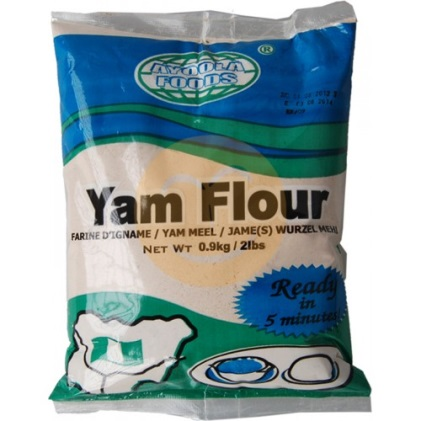 AYOOLA
FOODS
®
Yam Flour
FARINE D'IGNAME / YAM MEEL / JAME(S) WURZEL MEHL
NET WT 0.9kg / 2lbs
Ready
in
5 minutes